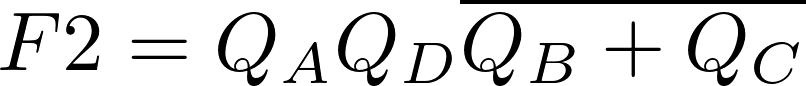 $F2 = Q_A Q_D \overline{Q_B + Q_C}$